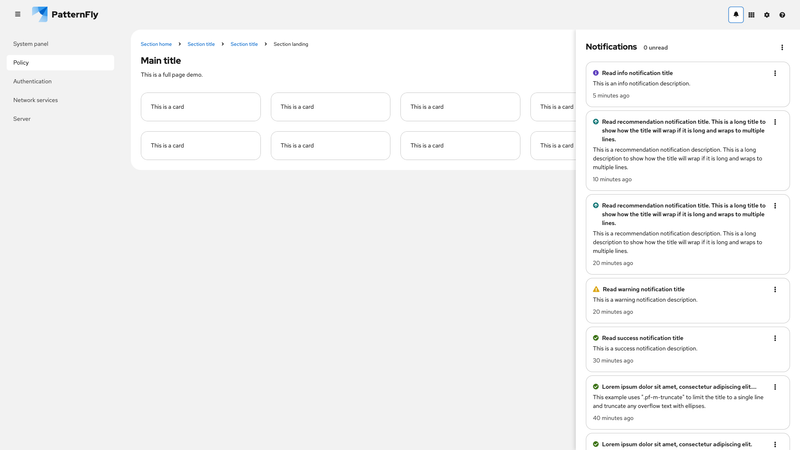 PatternFly
System panel
Policy
Authentication
Network services
Server
Section home
Section title
Section title
Section landing
Main title
This is a full page demo.
This is a card
This is a card
This is a card
This is a card
This is a card
This is a card
This is a card
This is a card
Notifications
0 unread
Read info notification title
This is an info notification description.
5 minutes ago
Read recommendation notification title. This is a long title to
show how the title will wrap if it is long and wraps to multiple
lines.
This is a recommendation notification description. This is a long
description to show how the title will wrap if it is long and wraps to
multiple lines.
10 minutes ago
Read recommendation notification title. This is a long title to
show how the title will wrap if it is long and wraps to multiple
lines.
This is a recommendation notification description. This is a long
description to show how the title will wrap if it is long and wraps to
multiple lines.
20 minutes ago
Read warning notification title
This is a warning notification description.
20 minutes ago
Read success notification title
This is a success notification description.
30 minutes ago
Lorem ipsum dolor sit amet, consectetur adipiscing elit....
This example uses ".pf-m-truncate" to limit the title to a single line
and truncate any overflow text with ellipses.
40 minutes ago
Lorem ipsum dolor sit amet, consectetur adipiscing elit.